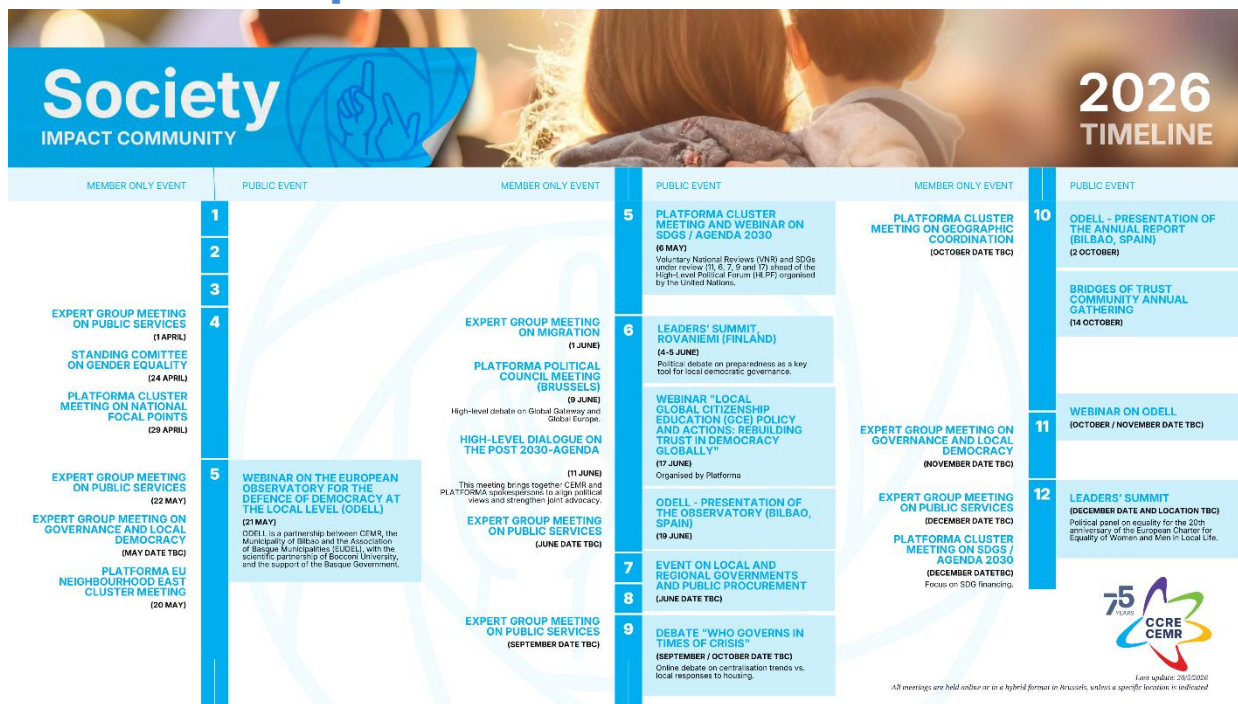 Society
IMPACT COMMUNITY
2026
TIMELINE
MEMBER ONLY EVENT
PUBLIC EVENT
1
2
3
4
EXPERT GROUP MEETING
ON PUBLIC SERVICES
(1 APRIL)
STANDING COMITTEE
ON GENDER EQUALITY
(24 APRIL)
PLATFORMA CLUSTER
MEETING ON NATIONAL
FOCAL POINTS
(29 APRIL)
5
EXPERT GROUP MEETING
ON PUBLIC SERVICES
(22 MAY)
EXPERT GROUP MEETING ON
GOVERNANCE AND LOCAL
DEMOCRACY
(MAY DATE TBC)
PLATFORMA EU
NEIGHBOURHOOD EAST
CLUSTER MEETING
(20 MAY)
WEBINAR ON THE EUROPEAN
OBSERVATORY FOR THE
DEFENCE OF DEMOCRACY AT
THE LOCAL LEVEL (ODELL)
(21 MAY)
ODELL is a partnership between CEMR, the
Municipality of Bilbao and the Association
of Basque Municipalities (EUDEL), with the
scientific partnership of Bocconi University,
and the support of the Basque Government.
MEMBER ONLY EVENT
PUBLIC EVENT
5
PLATFORMA CLUSTER
MEETING AND WEBINAR ON
SDGS / AGENDA 2030
(6 MAY)
Voluntary National Reviews (VNR) and SDGs
under review (11, 6, 7, 9 and 17) ahead of the
High-Level Political Forum (HLPF) organised
by the United Nations.
6
EXPERT GROUP MEETING
ON MIGRATION
(1 JUNE)
PLATFORMA POLITICAL
COUNCIL MEETING
(BRUSSELS)
(9 JUNE)
High-level debate on Global Gateway and
Global Europe.
HIGH-LEVEL DIALOGUE ON
THE POST 2030-AGENDA
(11 JUNE)
This meeting brings together CEMR and
PLATFORMA spokespersons to align political
views and strengthen joint advocacy.
EXPERT GROUP MEETING
ON PUBLIC SERVICES
(JUNE DATE TBC)
LEADERS' SUMMIT,
ROVANIEMI (FINLAND)
(4-5 JUNE)
Political debate on preparedness as a key
tool for local democratic governance.
WEBINAR "LOCAL
GLOBAL CITIZENSHIP
EDUCATION (GCE) POLICY
AND ACTIONS: REBUILDING
TRUST IN DEMOCRACY
GLOBALLY"
(17 JUNE)
Organised by Platforma
ODELL - PRESENTATION OF
THE OBSERVATORY (BILBAO,
SPAIN)
(19 JUNE)
7
8
EVENT ON LOCAL AND
REGIONAL GOVERNMENTS
AND PUBLIC PROCUREMENT
(JUNE DATE TBC)
9
EXPERT GROUP MEETING
ON PUBLIC SERVICES
(SEPTEMBER DATE TBC)
DEBATE "WHO GOVERNS IN
TIMES OF CRISIS"
(SEPTEMBER / OCTOBER DATE TBC)
Online debate on centralisation trends vs.
local responses to housing.
MEMBER ONLY EVENT
PUBLIC EVENT
10
PLATFORMA CLUSTER
MEETING ON GEOGRAPHIC
COORDINATION
(OCTOBER DATE TBC)
ODELL - PRESENTATION OF
THE ANNUAL REPORT
(BILBAO, SPAIN)
(2 OCTOBER)
BRIDGES OF TRUST
COMMUNITY ANNUAL
GATHERING
(14 OCTOBER)
WEBINAR ON ODELL
(OCTOBER / NOVEMBER DATE TBC)
11
EXPERT GROUP MEETING ON
GOVERNANCE AND LOCAL
DEMOCRACY
(NOVEMBER DATE TBC)
12
EXPERT GROUP MEETING
ON PUBLIC SERVICES
(DECEMBER DATE TBC)
PLATFORMA CLUSTER
MEETING ON SDGS /
AGENDA 2030
(DECEMBER DATETBC)
Focus on SDG financing.
LEADERS' SUMMIT
(DECEMBER DATE AND LOCATION TBC)
Political panel on equality for the 20th
anniversary of the European Charter for
Equality of Women and Men in Local Life.
75
YEARS
CCRE
CEMR
All meetings are held online or in a hybrid format in Brussels, unless a specific location is indicated